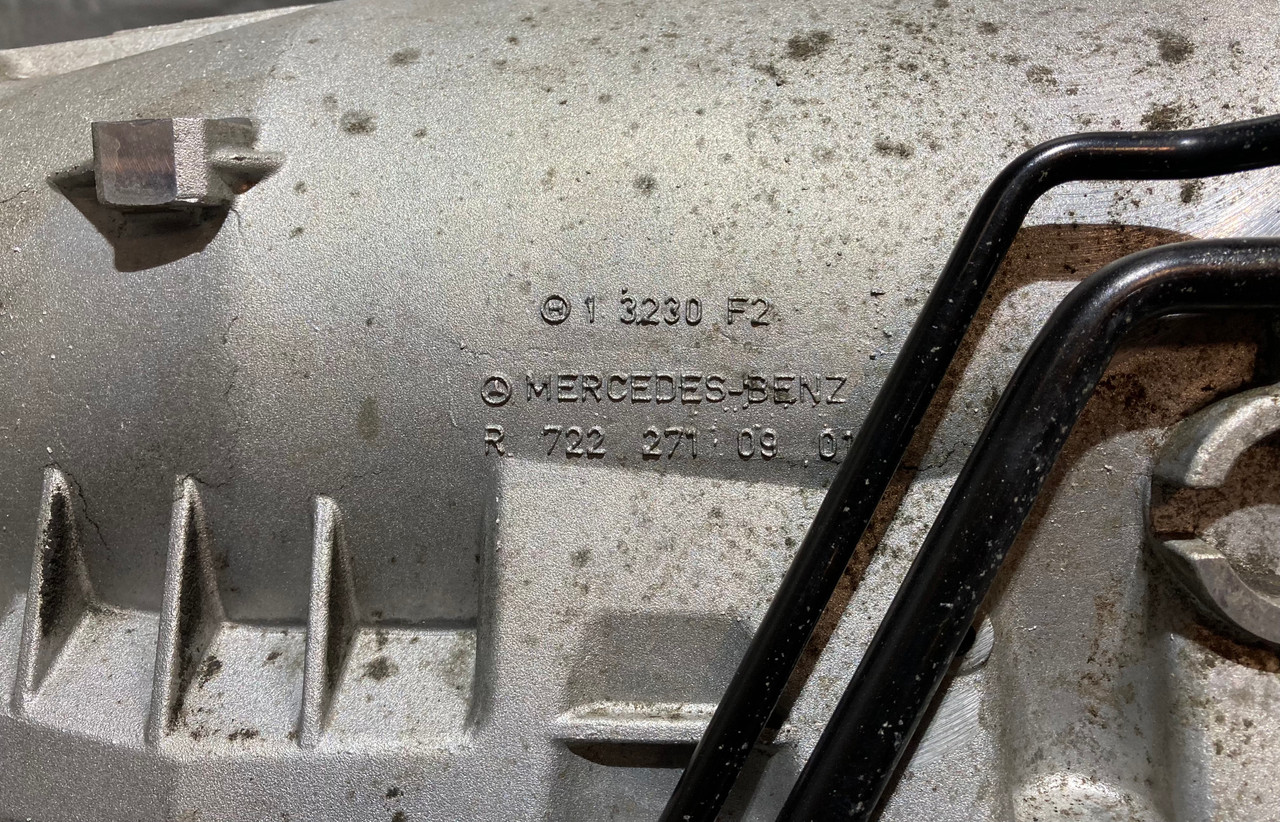 H 1 3230 F2
MERCEDES-BENZ
R 722 271 09 01